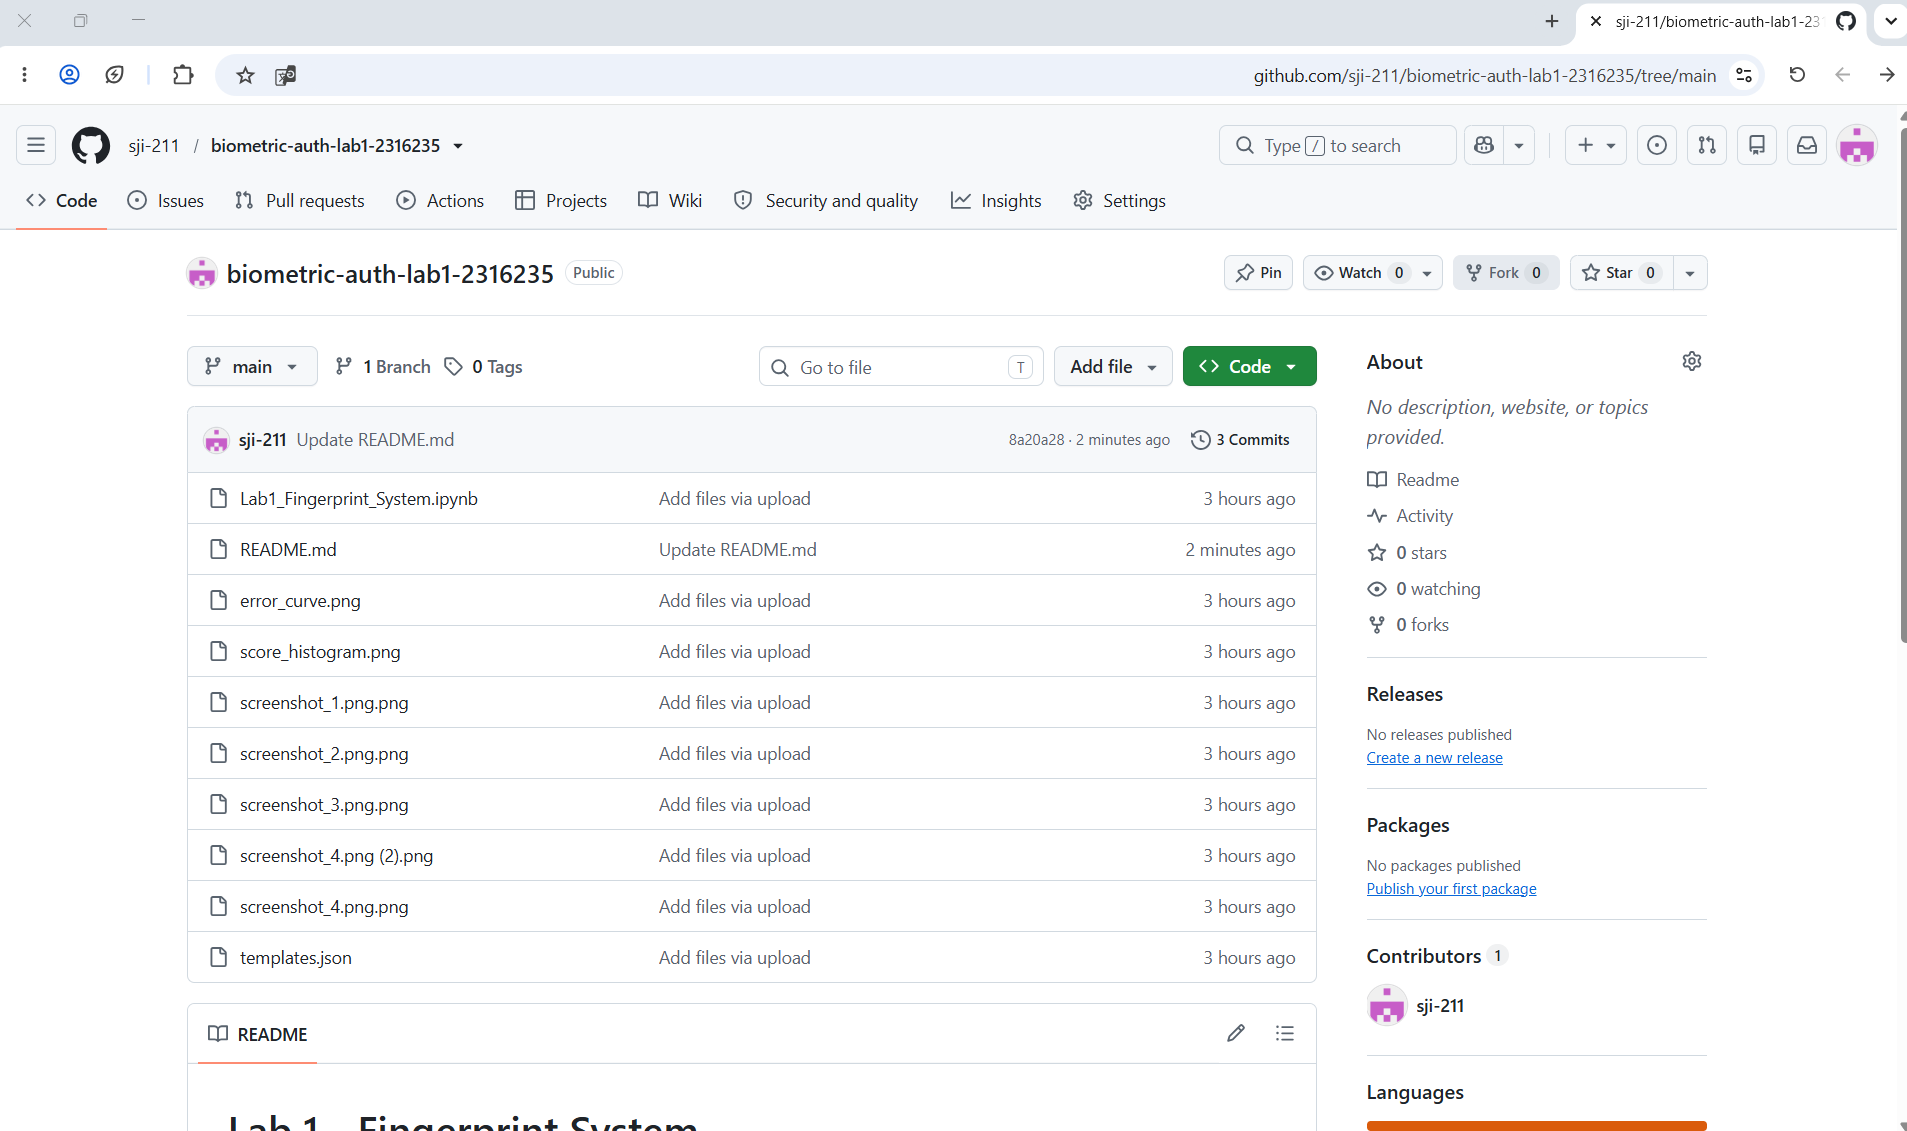 sji-211/biometric-auth-lab1-231
github.com/sji-211/biometric-auth-lab1-2316235/tree/main
sji-211 / biometric-auth-lab1-2316235
Type / to search
Code Issues Pull requests Actions Projects Wiki Security and quality Insights Settings
biometric-auth-lab1-2316235 Public
Pin Watch 0 Fork 0 Star 0
main 1 Branch 0 Tags Go to file T Add file Code
sji-211 Update README.md 8a20a28 · 2 minutes ago 3 Commits
Lab1_Fingerprint_System.ipynb Add files via upload 3 hours ago
README.md Update README.md 2 minutes ago
error_curve.png Add files via upload 3 hours ago
score_histogram.png Add files via upload 3 hours ago
screenshot_1.png.png Add files via upload 3 hours ago
screenshot_2.png.png Add files via upload 3 hours ago
screenshot_3.png.png Add files via upload 3 hours ago
screenshot_4.png (2).png Add files via upload 3 hours ago
screenshot_4.png.png Add files via upload 3 hours ago
templates.json Add files via upload 3 hours ago
README
Lab 1 - Fingerprint System
About
No description, website, or topics
provided.
Readme
Activity
0 stars
0 watching
0 forks
Releases
No releases published
Create a new release
Packages
No packages published
Publish your first package
Contributors 1
sji-211
Languages